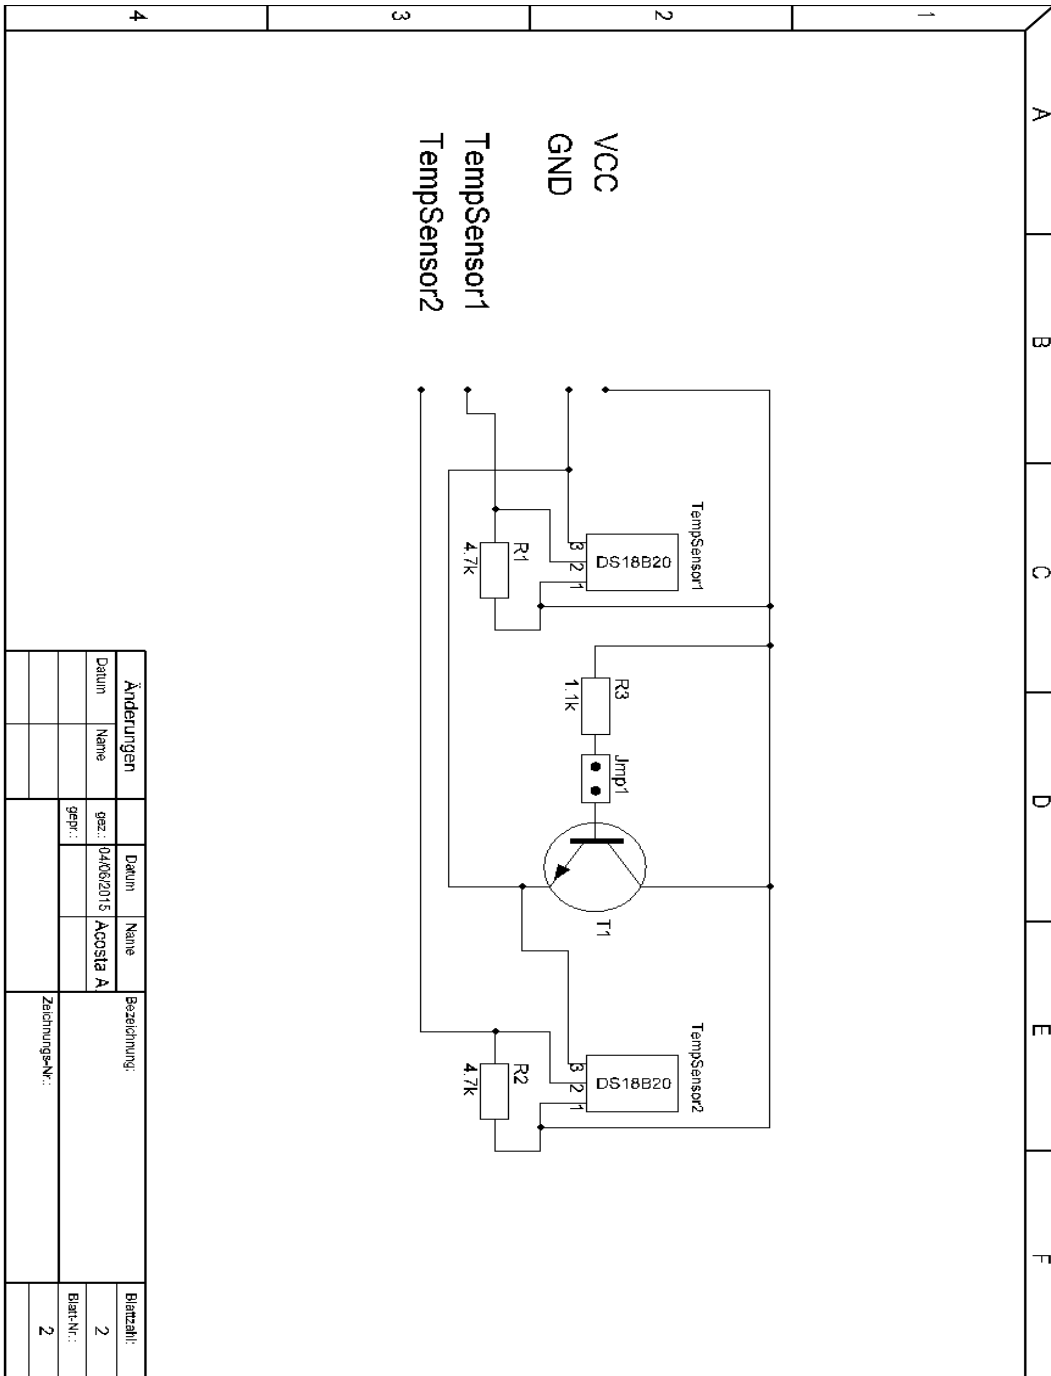 1
2
3
4
A
B
C
D
E
F
VCC
GND
TempSensor1
TempSensor2
TempSensor1
DS18B20
3
2
1
R1
4.7k
R3
1.1k
Jmp1
T1
TempSensor2
DS18B20
3
2
1
R2
4.7k
Änderungen
Datum
Name
Datum
Name
gez.:
04/06/2015
Acosta A.
gepr.:
Bezeichnung:
Zeichnungs-Nr.:
Blattzahl:
2
Blatt-Nr.:
2